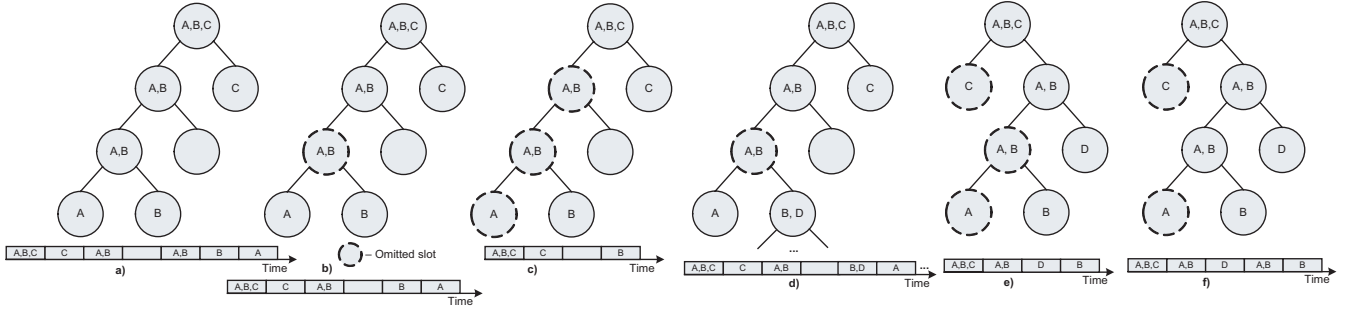 A,B,C
A,B C
A,B
A B
A,B,C C A,B A,B B A
Time
a)
A,B,C
A,B C
A,B
A B
– Omitted slot
b)
A,B,C C A,B B A
Time
A,B,C
A,B C
A,B
A B
A,B,C C B
Time
c)
A,B,C
A,B C
A,B
A B, D
...
A,B,C C A,B B,D A ...
Time
d)
A,B,C
C A, B
A, B D
A B
A,B,C A,B D B
Time
e)
A,B,C
C A, B
A, B D
A B
A,B,C A,B D A,B B
Time
f)